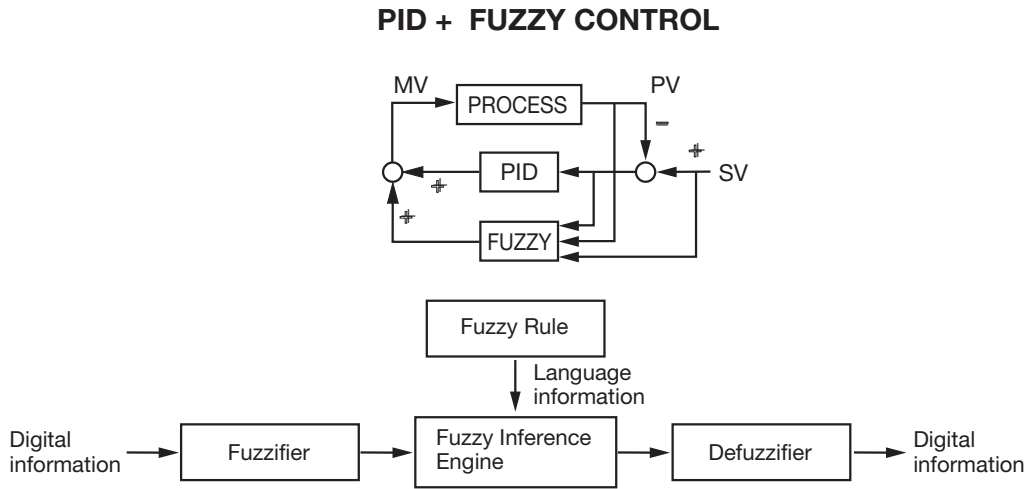 PID + FUZZY CONTROL
MV
PROCESS
PV
−
+
PID
SV
+
+
FUZZY
Fuzzy Rule
Language
information
Digital
information
Fuzzifier
Fuzzy Inference
Engine
Defuzzifier
Digital
information